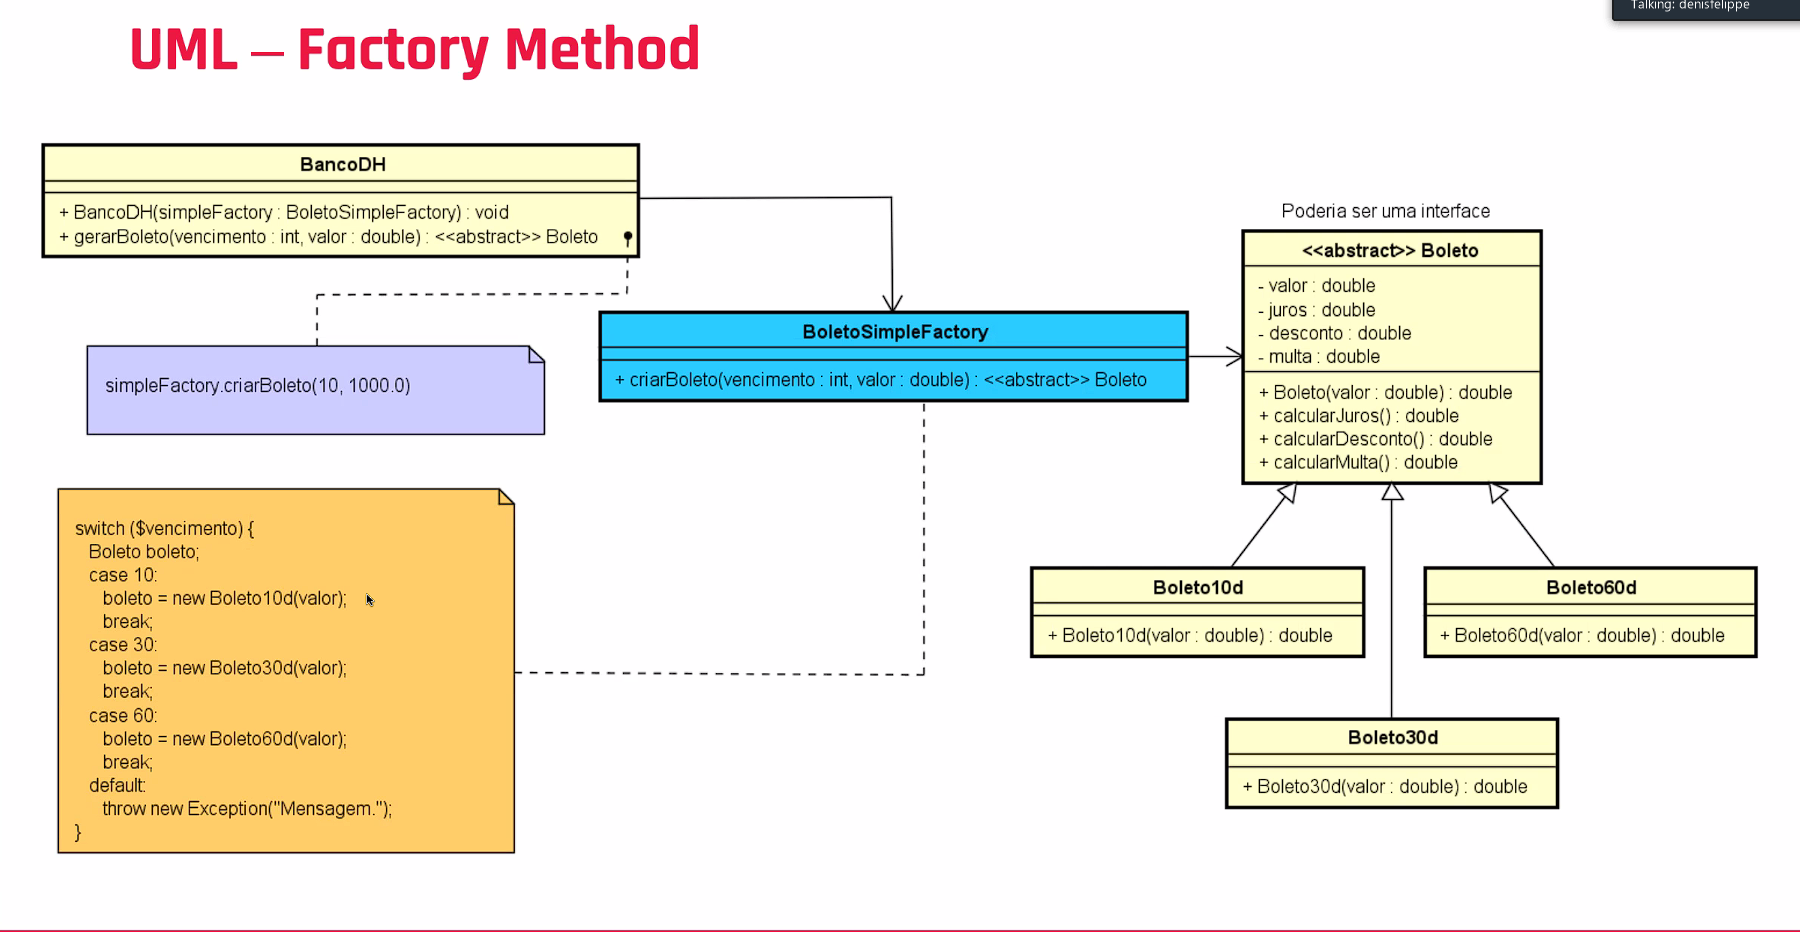 Talking: denisfelippe
UML – Factory Method
BancoDH
+ BancoDH(simpleFactory : BoletoSimpleFactory) : void
+ gerarBoleto(vencimento : int, valor : double) : <<abstract>> Boleto
simpleFactory.criarBoleto(10, 1000.0)
BoletoSimpleFactory
+ criarBoleto(vencimento : int, valor : double) : <<abstract>> Boleto
Poderia ser uma interface
<<abstract>> Boleto
- valor : double
- juros : double
- desconto : double
- multa : double
+ Boleto(valor : double) : double
+ calcularJuros() : double
+ calcularDesconto() : double
+ calcularMulta() : double
switch ($vencimento) {
Boleto boleto;
case 10:
boleto = new Boleto10d(valor);
break;
case 30:
boleto = new Boleto30d(valor);
break;
case 60:
boleto = new Boleto60d(valor);
break;
default:
throw new Exception("Mensagem.");
}
Boleto10d
+ Boleto10d(valor : double) : double
Boleto60d
+ Boleto60d(valor : double) : double
Boleto30d
+ Boleto30d(valor : double) : double